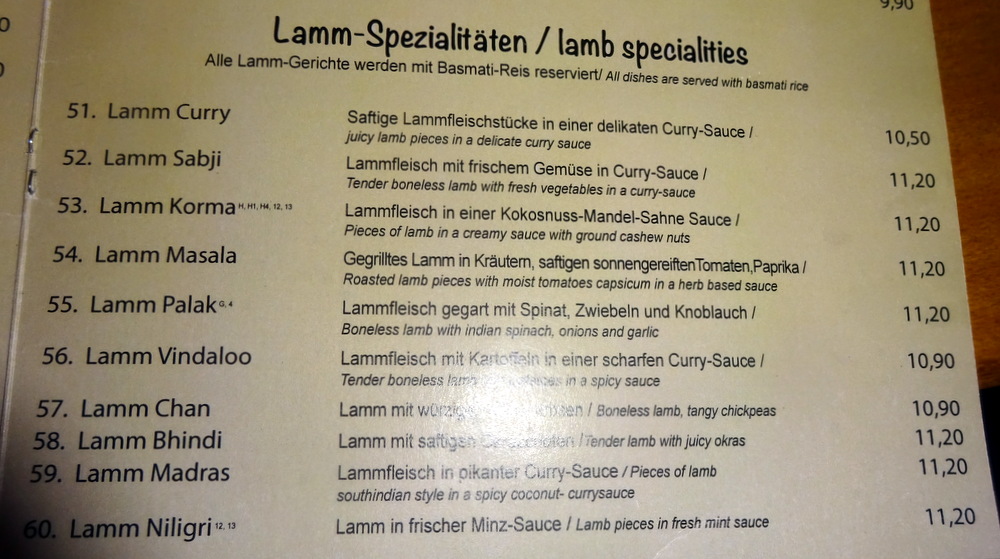 9,90
Lamm-Spezialitäten / lamb specialities
Alle Lamm-Gerichte werden mit Basmati-Reis reserviert/ All dishes are served with basmati rice
51. Lamm Curry
Saftige Lammfleischstücke in einer delikaten Curry-Sauce /
juicy lamb pieces in a delicate curry sauce
10,50
52. Lamm Sabji
Lammfleisch mit frischem Gemüse in Curry-Sauce /
Tender boneless lamb with fresh vegetables in a curry-sauce
11,20
53. Lamm Korma H, H1, H4, 12, 13
Lammfleisch in einer Kokosnuss-Mandel-Sahne Sauce /
Pieces of lamb in a creamy sauce with ground cashew nuts
11,20
54. Lamm Masala
Gegrilltes Lamm in Kräutern, saftigen sonnengereiftenTomaten,Paprika /
Roasted lamb pieces with moist tomatoes capsicum in a herb based sauce
11,20
55. Lamm Palak G, 4
Lammfleisch gegart mit Spinat, Zwiebeln und Knoblauch /
Boneless lamb with indian spinach, onions and garlic
11,20
56. Lamm Vindaloo
Lammfleisch mit Kartoffeln in einer scharfen Curry-Sauce /
Tender boneless lamb in a spicy sauce
10,90
57. Lamm Chan
Lamm mit / Boneless lamb, tangy chickpeas
10,90
58. Lamm Bhindi
Lamm mit saftigen / Tender lamb with juicy okras
11,20
59. Lamm Madras
Lammfleisch in pikanter Curry-Sauce / Pieces of lamb
southindian style in a spicy coconut- currysauce
11,20
60. Lamm Niligri 12, 13
Lamm in frischer Minz-Sauce / Lamb pieces in fresh mint sauce
11,20